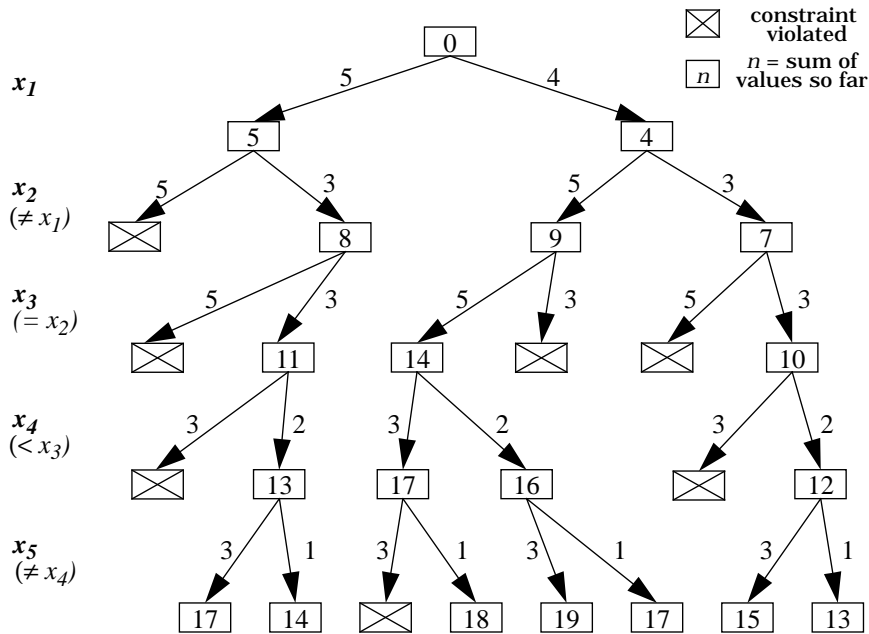 constraint
violated
n
n = sum of
values so far
0
x1
5 4
5 4
x2
(≠ x1)
5 3 5 3
8 9 7
x3
(= x2)
5 3 5 3 5 3
11 14 10
x4
(< x3)
3 2 3 2 3 2
13 17 16 12
x5
(≠ x4)
3 1 3 1 3 1 3 1
17 14 18 19 17 15 13